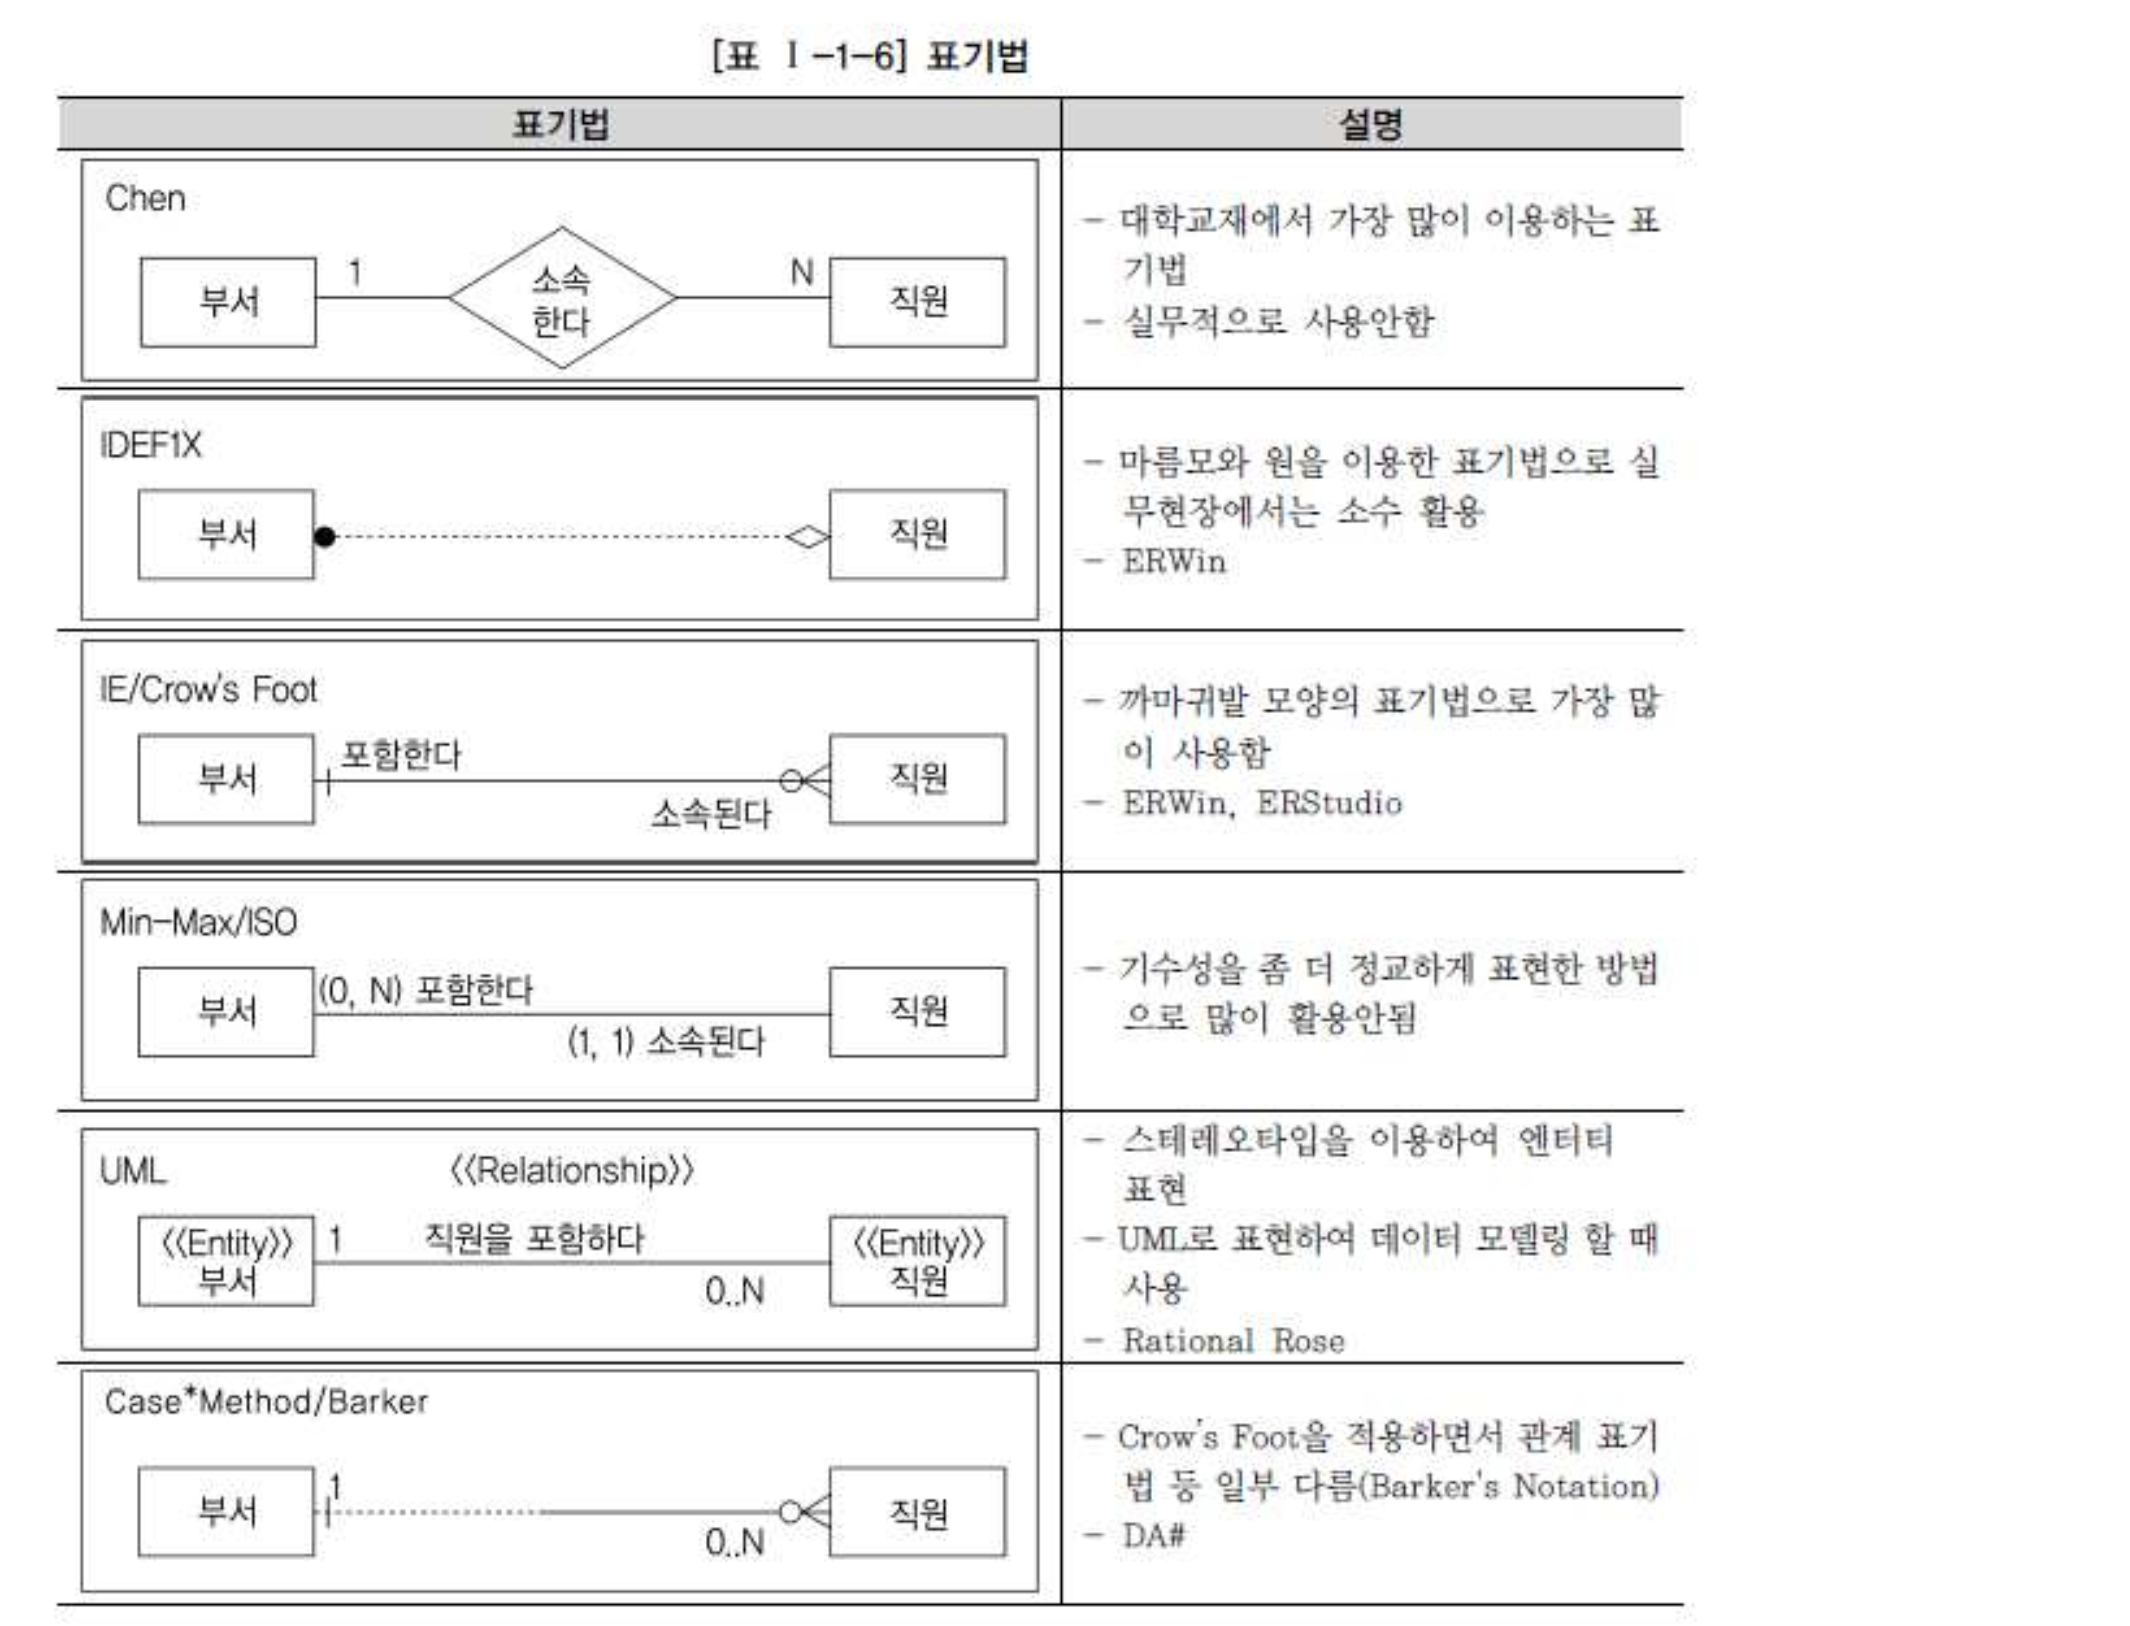 [표 Ⅰ-1-6] 표기법
표기법
설명
Chen
부서
1
소속
한다
N
직원
- 대학교재에서 가장 많이 이용하는 표
기법
- 실무적으로 사용안함
IDEF1X
부서
직원
- 마름모와 원을 이용한 표기법으로 실
무현장에서는 소수 활용
- ERWin
IE/Crow's Foot
부서
포함한다
소속된다
직원
- 까마귀발 모양의 표기법으로 가장 많
이 사용함
- ERWin, ERStudio
Min-Max/ISO
부서
(0, N) 포함한다
(1, 1) 소속된다
직원
- 기수성을 좀 더 정교하게 표현한 방법
으로 많이 활용안됨
UML
《Relationship》
《Entity》
부서
1
직원을 포함하다
0..N
《Entity》
직원
- 스테레오타입을 이용하여 엔터티
표현
- UML로 표현하여 데이터 모델링 할 때
사용
- Rational Rose
Case*Method/Barker
부서
1
0..N
직원
- Crow's Foot을 적용하면서 관계 표기
법 등 일부 다름(Barker's Notation)
- DA#